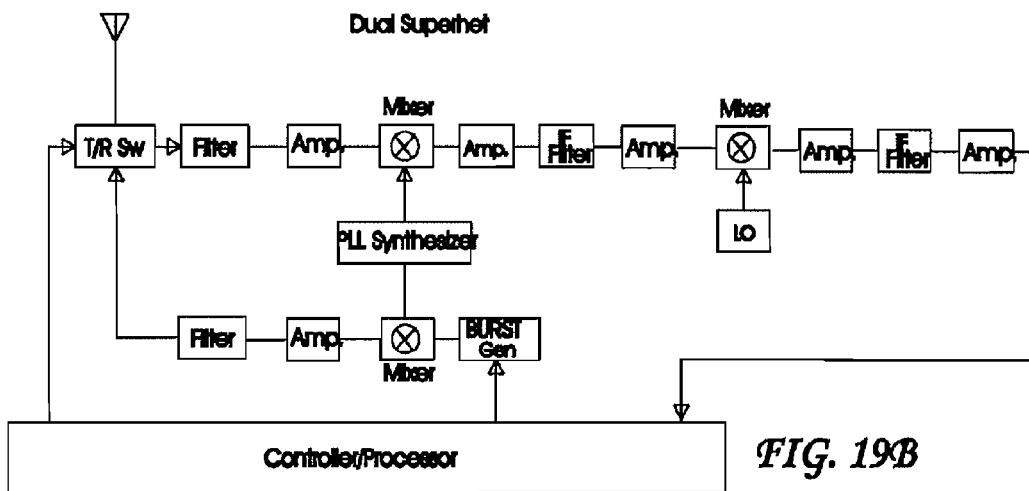 Dual Superhet
Mixer
Mixer
T/R Sw
Filter
Amp.
Amp.
IF
Filter
Amp.
Amp.
IF
Filter
Amp.
PLL Synthesizer
LO
Filter
Amp.
BURST
Gen
Mixer
Controller/Processor
FIG. 19B